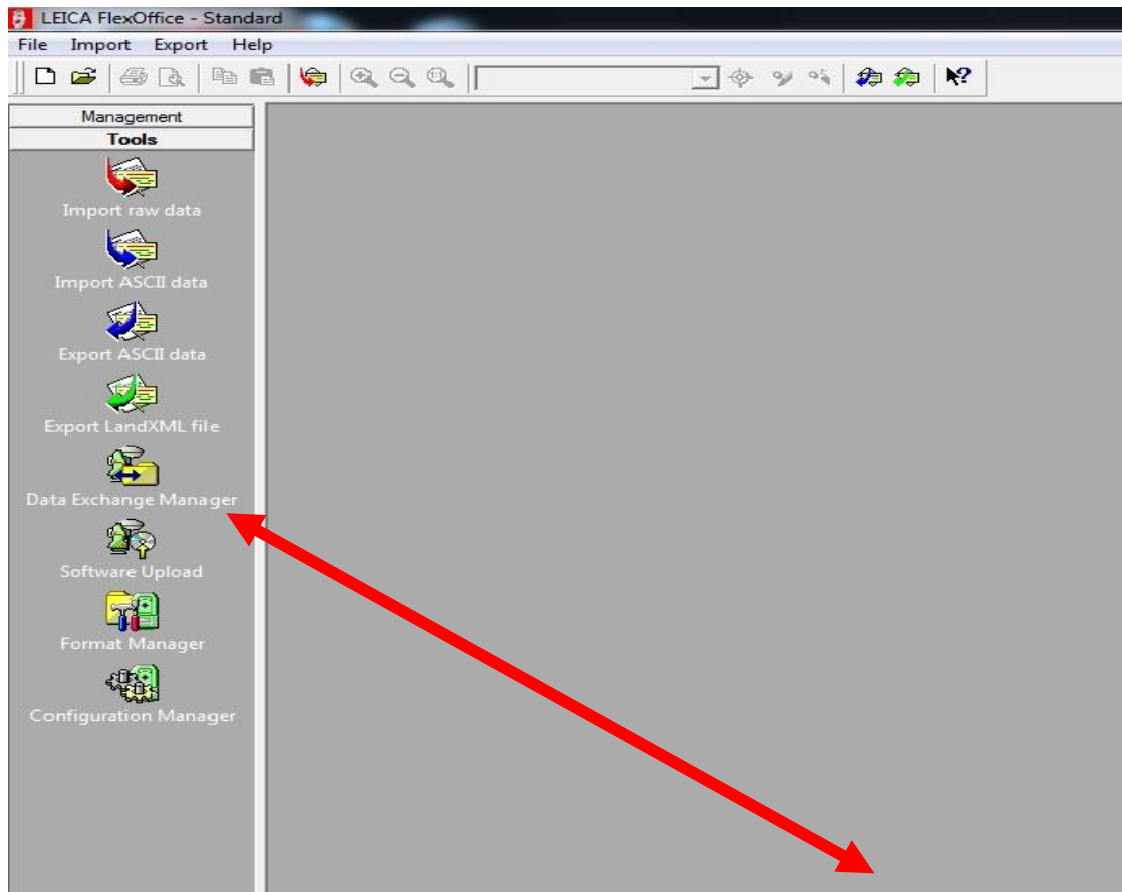 LEICA FlexOffice - Standard
File Import Export Help
Management
Tools
Import raw data
Import ASCII data
Export ASCII data
Export LandXML file
Data Exchange Manager
Software Upload
Format Manager
Configuration Manager